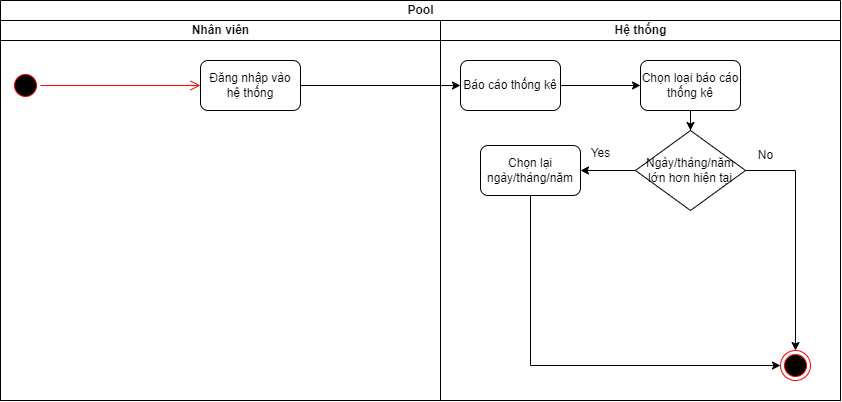 Pool
Nhân viên
Hệ thống
Đăng nhập vào
hệ thống
Báo cáo thống kê
Chọn loại báo cáo
thống kê
Ngày/tháng/năm
lớn hơn hiện tại
Yes
No
Chọn lại
ngày/tháng/năm